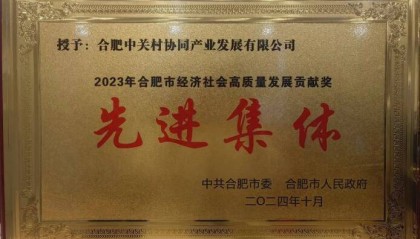 授予：合肥中关村协同产业发展有限公司
2023年合肥市经济社会高质量发展贡献奖
先进集体
中共合肥市委 合肥市人民政府
二〇二四年十月